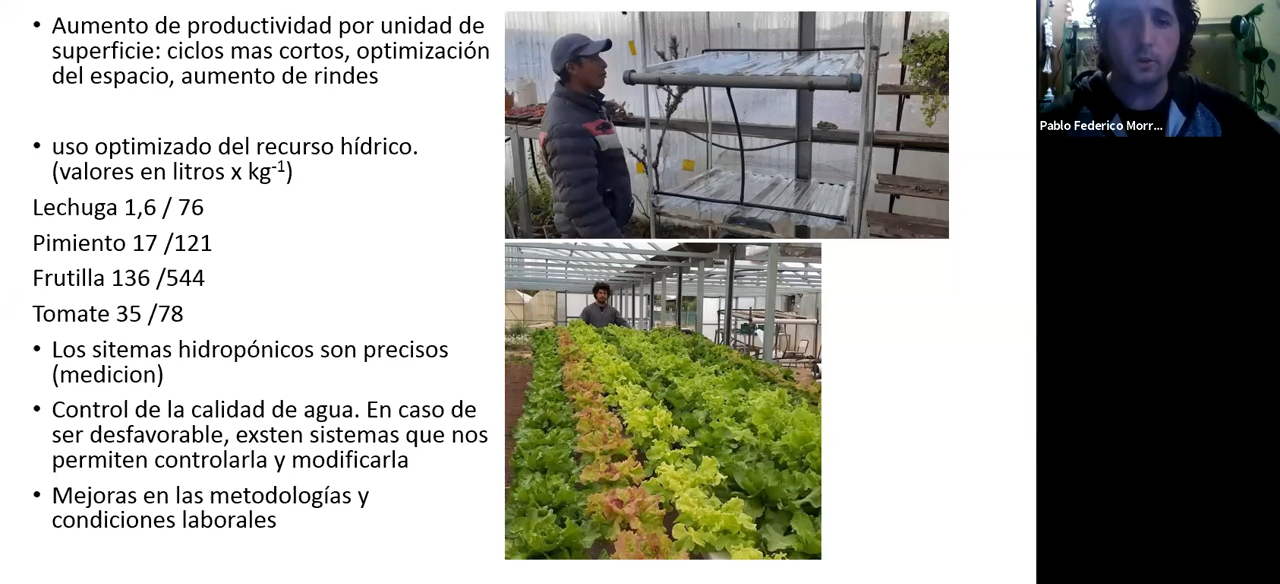 • Aumento de productividad por unidad de
superficie: ciclos mas cortos, optimización
del espacio, aumento de rindes
• uso optimizado del recurso hídrico.
(valores en litros x kg⁻¹)
Lechuga 1,6 / 76
Pimiento 17 /121
Frutilla 136 /544
Tomate 35 /78
• Los sitemas hidropónicos son precisos
(medicion)
• Control de la calidad de agua. En caso de
ser desfavorable, exsten sistemas que nos
permiten controlarla y modificarla
• Mejoras en las metodologías y
condiciones laborales
Pablo Federico Morr...